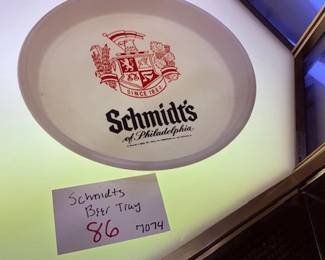 SINCE 1860
Schmidt's
of Philadelphia
Schmidts
Beer Tray
86 7074